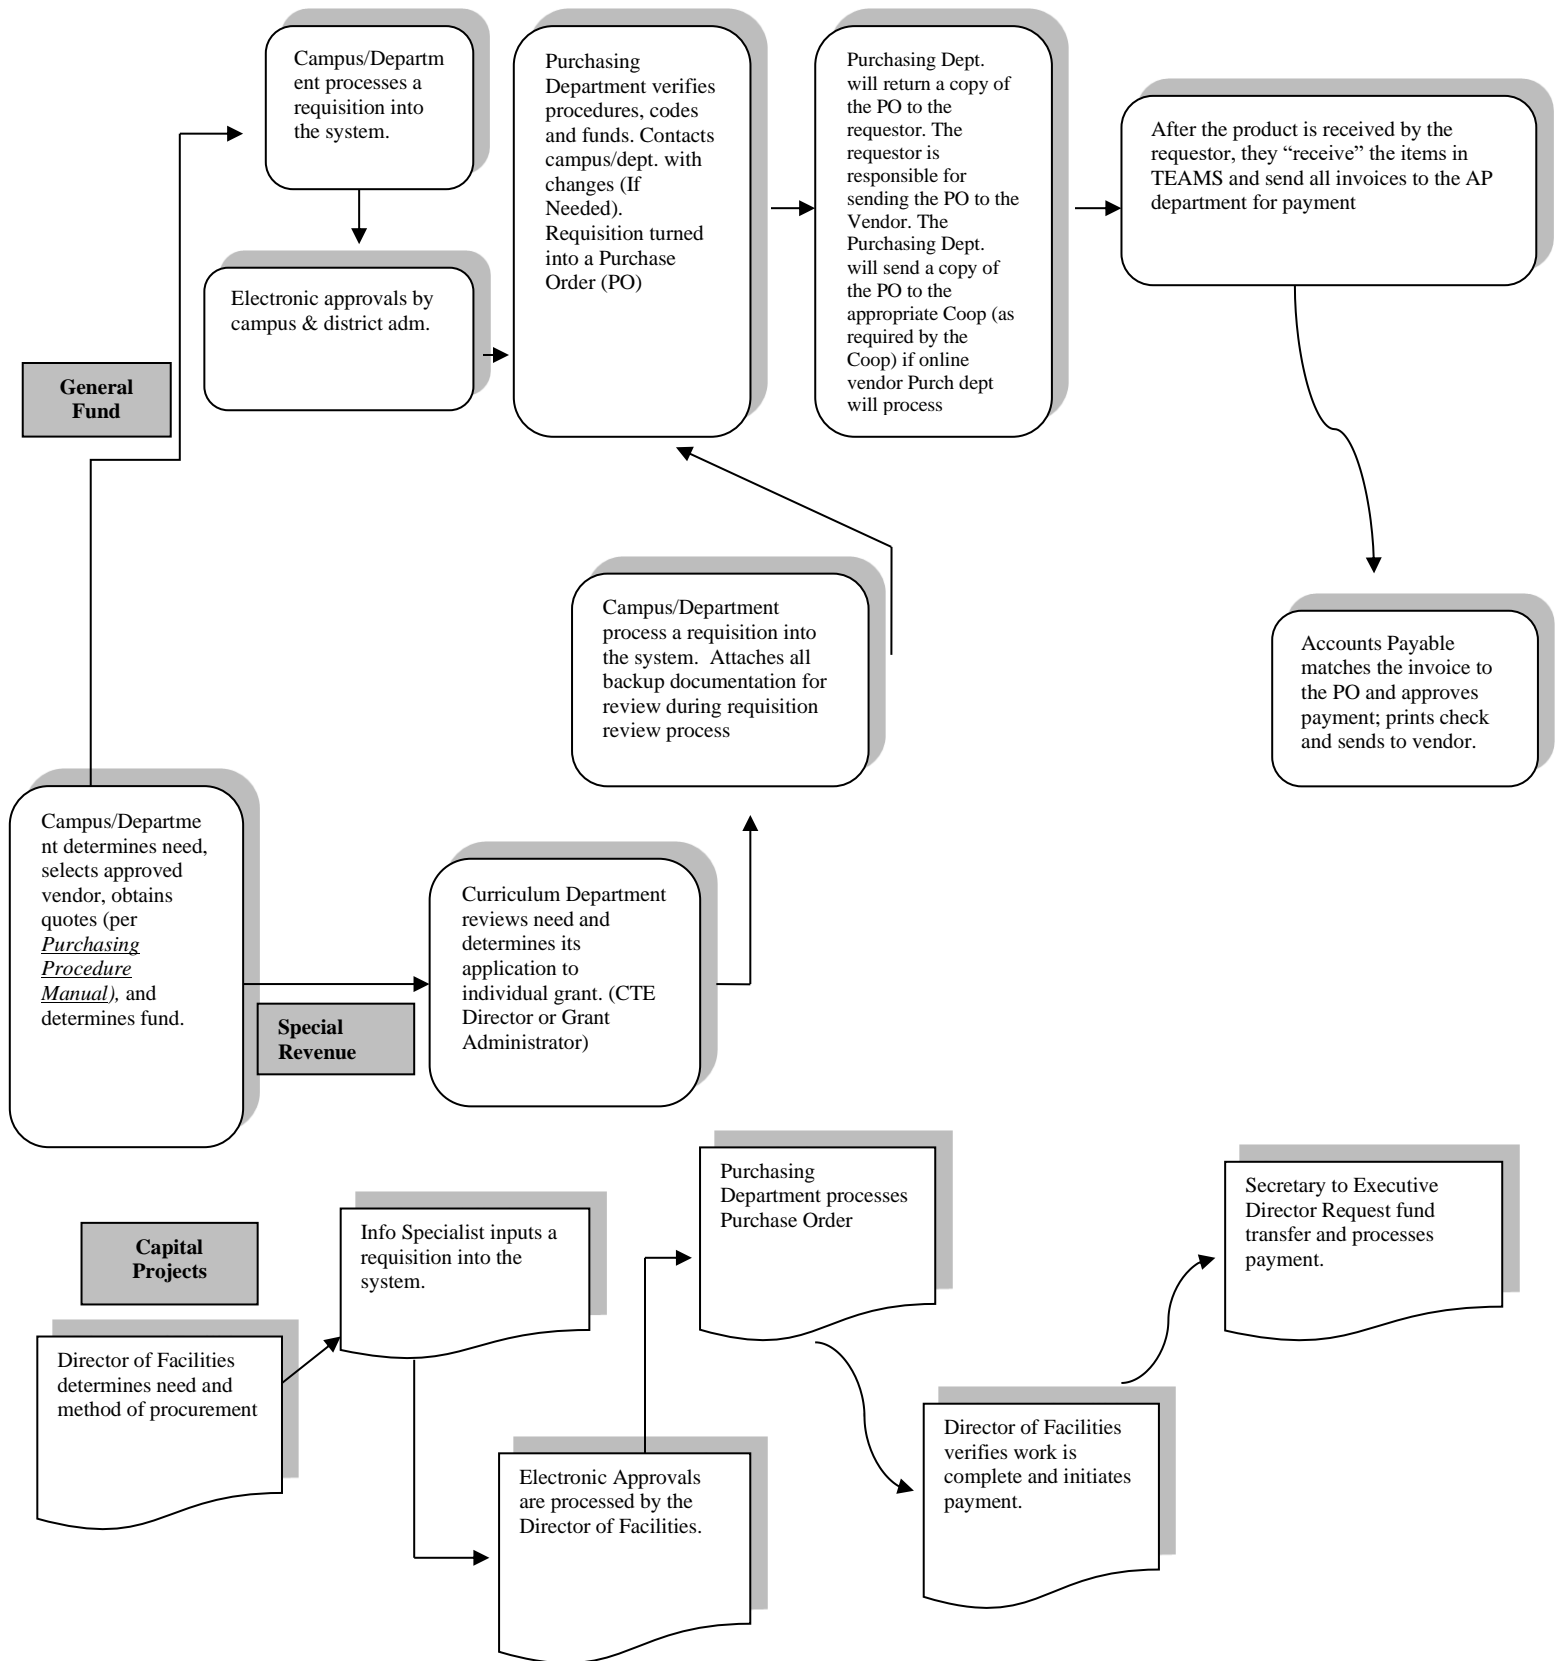 Campus/Departm
ent processes a
requisition into
the system.
Purchasing
Department verifies
procedures, codes
and funds. Contacts
campus/dept. with
changes (If
Needed).
Requisition turned
into a Purchase
Order (PO)
Purchasing Dept.
will return a copy of
the PO to the
requestor. The
requestor is
responsible for
sending the PO to the
Vendor. The
Purchasing Dept.
will send a copy of
the PO to the
appropriate Coop (as
required by the
Coop) if online
vendor Purch dept
will process
After the product is received by the
requestor, they “receive” the items in
TEAMS and send all invoices to the AP
department for payment
Electronic approvals by
campus & district adm.
General
Fund
Campus/Department
process a requisition into
the system. Attaches all
backup documentation for
review during requisition
review process
Accounts Payable
matches the invoice to
the PO and approves
payment; prints check
and sends to vendor.
Campus/Departme
nt determines need,
selects approved
vendor, obtains
quotes (per
Purchasing
Procedure
Manual), and
determines fund.
Special
Revenue
Curriculum Department
reviews need and
determines its
application to
individual grant. (CTE
Director or Grant
Administrator)
Capital
Projects
Director of Facilities
determines need and
method of procurement
Info Specialist inputs a
requisition into the
system.
Electronic Approvals
are processed by the
Director of Facilities.
Purchasing
Department processes
Purchase Order
Director of Facilities
verifies work is
complete and initiates
payment.
Secretary to Executive
Director Request fund
transfer and processes
payment.